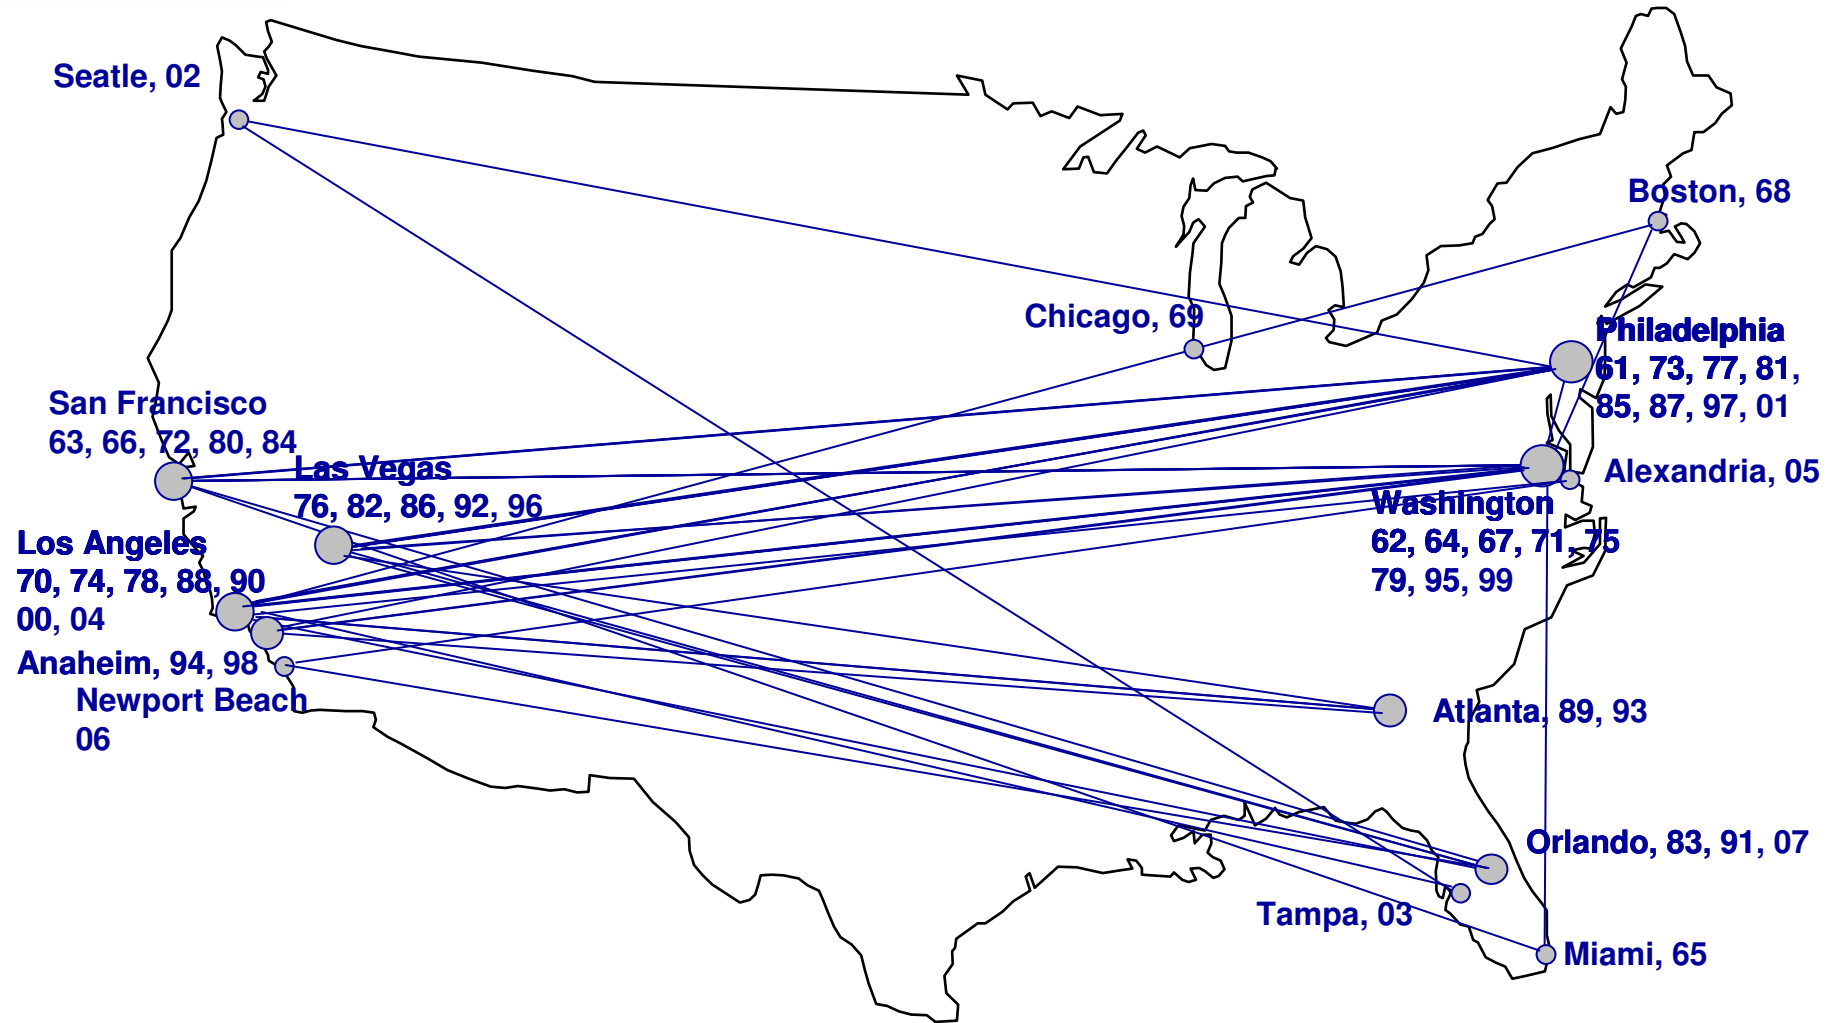 Seatle, 02
Boston, 68
Chicago, 69
Philadelphia
61, 73, 77, 81,
85, 87, 97, 01
San Francisco
63, 66, 72, 80, 84
Las Vegas
76, 82, 86, 92, 96
Alexandria, 05
Washington
62, 64, 67, 71, 75
79, 95, 99
Los Angeles
70, 74, 78, 88, 90
00, 04
Anaheim, 94, 98
Newport Beach
06
Atlanta, 89, 93
Orlando, 83, 91, 07
Tampa, 03
Miami, 65